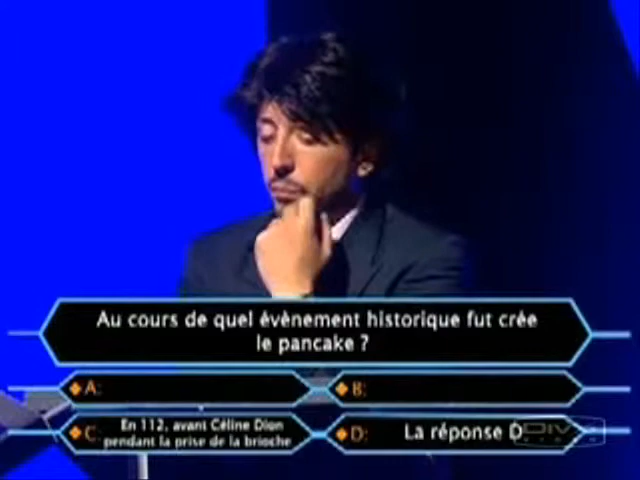 Au cours de quel évènement historique fut crée
le pancake ?
A:
B:
C: En 112, avant Céline Dion
pendant la prise de la brioche
D: La réponse D
DIVX